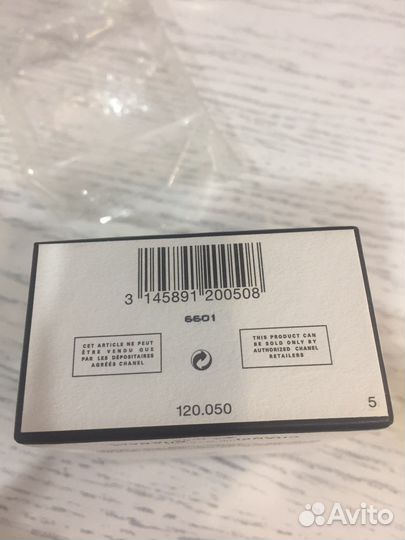 3 145891 200508
6601
CET ARTICLE NE PEUT
ÊTRE VENDU QUE
PAR LES DÉPOSITAIRES
AGRÉÉS CHANEL
THIS PRODUCT CAN
BE SOLD ONLY BY
AUTHORIZED CHANEL
RETAILERS
120.050
5
Avito